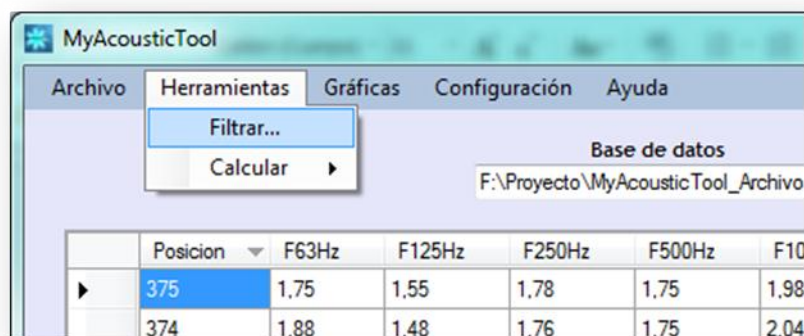 MyAcousticTool
Archivo Herramientas Gráficas Configuración Ayuda
Filtrar...
Calcular
Base de datos
F:\Proyecto\MyAcousticTool_Archivo
Posicion F63Hz F125Hz F250Hz F500Hz F10
375 1,75 1,55 1,78 1,75 1,98
374 1,88 1,48 1,76 1,75 2,04